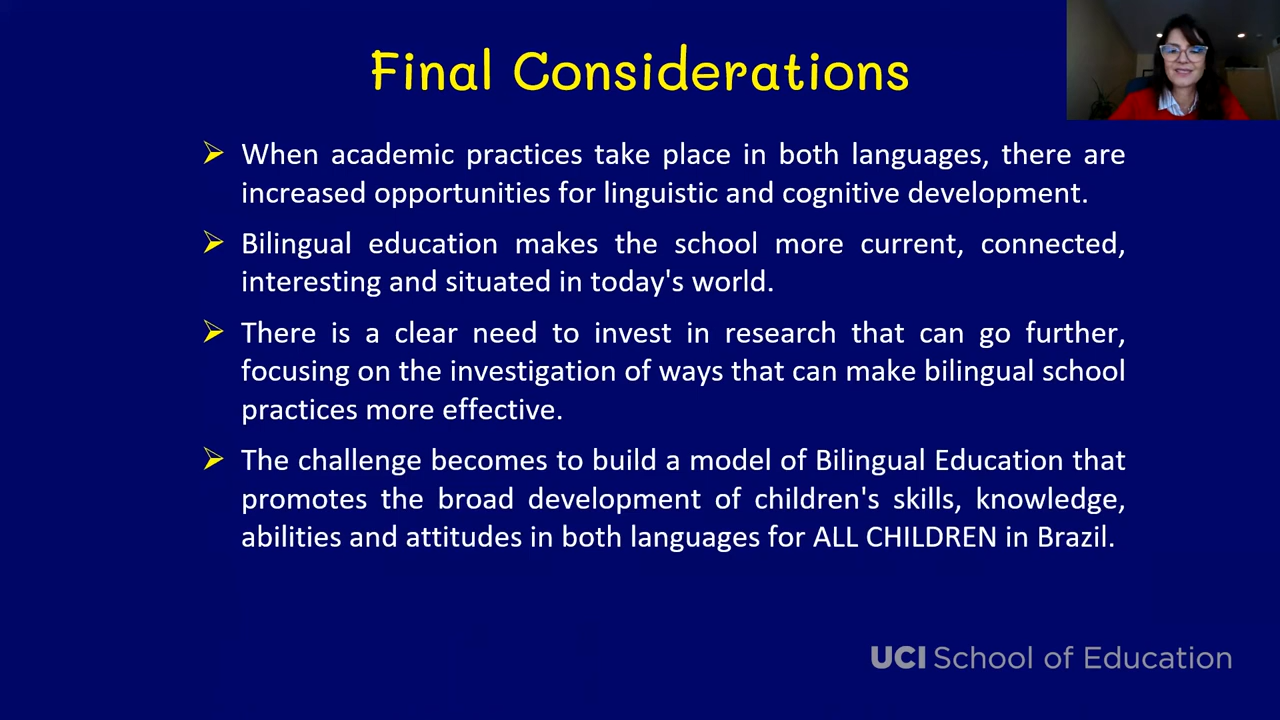 Final Considerations
➢ When academic practices take place in both languages, there are
increased opportunities for linguistic and cognitive development.
➢ Bilingual education makes the school more current, connected,
interesting and situated in today's world.
➢ There is a clear need to invest in research that can go further,
focusing on the investigation of ways that can make bilingual school
practices more effective.
➢ The challenge becomes to build a model of Bilingual Education that
promotes the broad development of children's skills, knowledge,
abilities and attitudes in both languages for ALL CHILDREN in Brazil.
UCI School of Education